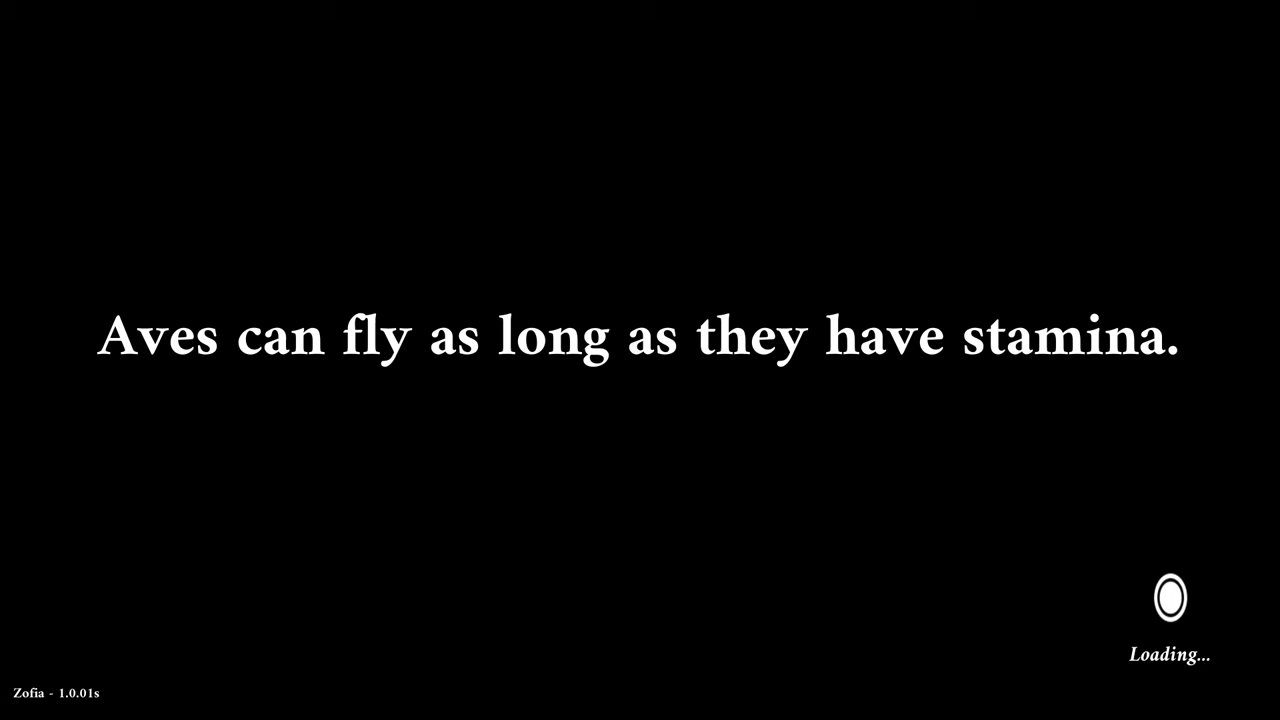 Aves can fly as long as they have stamina.
Loading...
Zofia - 1.0.01s